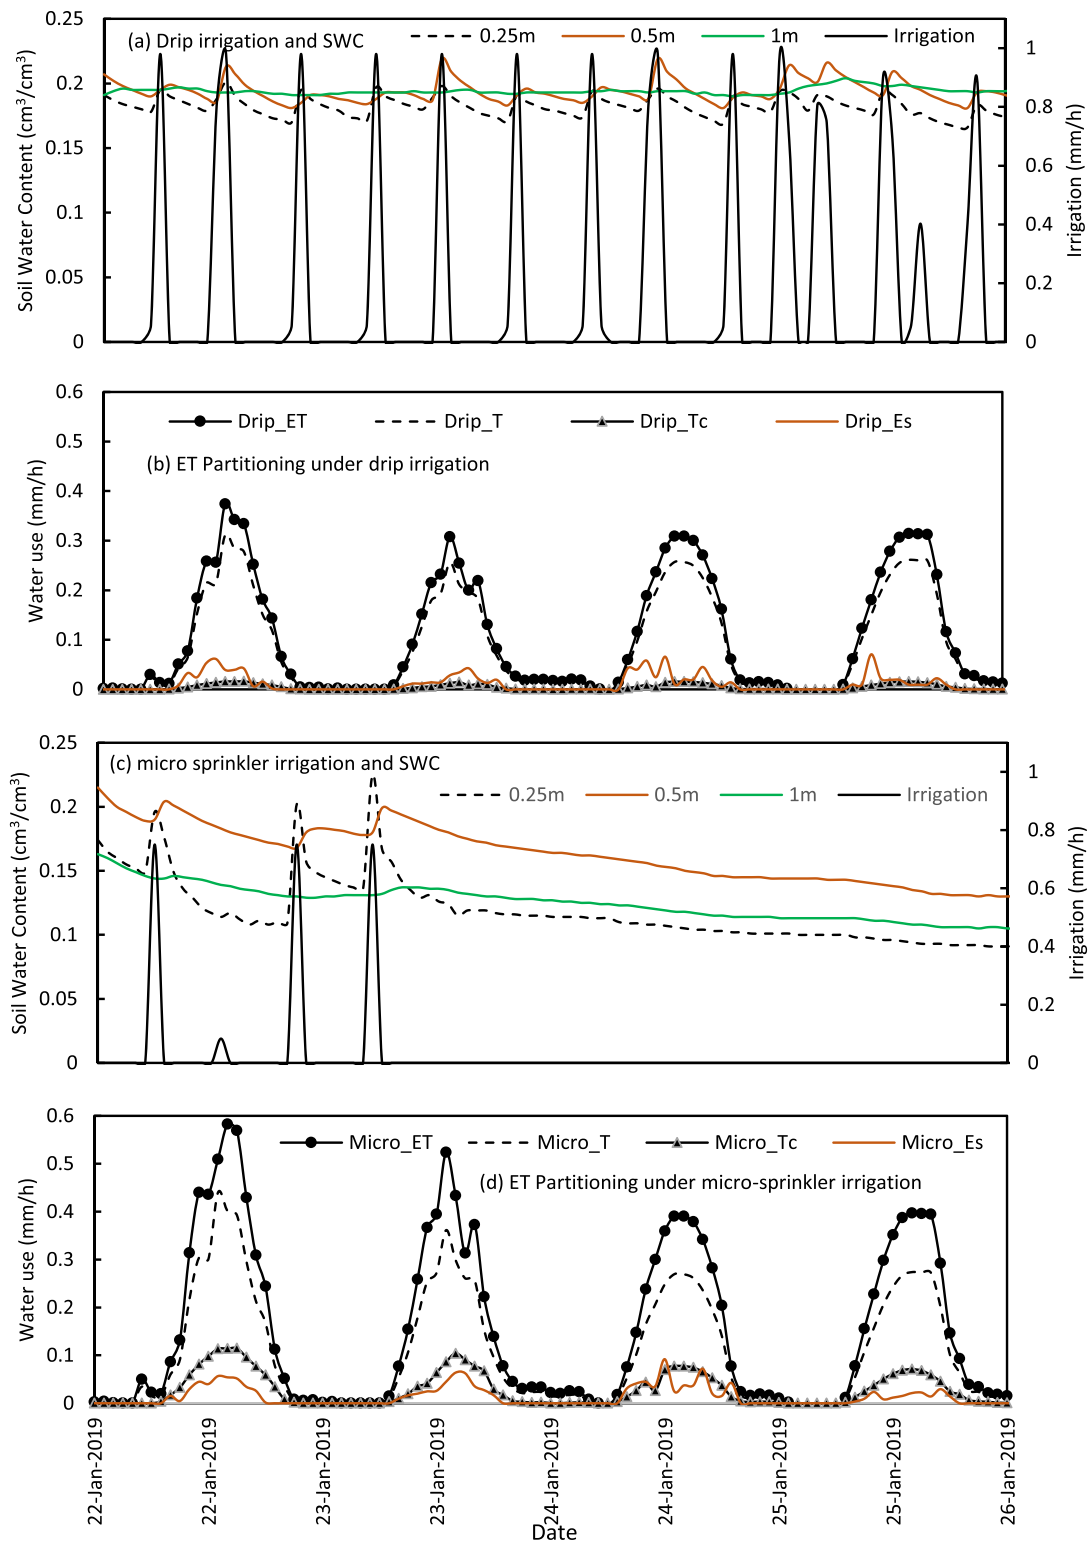 (a) Drip irrigation and SWC
0.25m
0.5m
1m
Irrigation
Soil Water Content (cm³/cm³)
0.25
0.2
0.15
0.1
0.05
0
Irrigation (mm/h)
1
0.8
0.6
0.4
0.2
0
Drip_ET
Drip_T
Drip_Tc
Drip_Es
(b) ET Partitioning under drip irrigation
Water use (mm/h)
0.6
0.5
0.4
0.3
0.2
0.1
0
(c) micro sprinkler irrigation and SWC
0.25m
0.5m
1m
Irrigation
Soil Water Content (cm³/cm³)
0.25
0.2
0.15
0.1
0.05
0
Irrigation (mm/h)
1
0.8
0.6
0.4
0.2
0
Micro_ET
Micro_T
Micro_Tc
Micro_Es
(d) ET Partitioning under micro-sprinkler irrigation
Water use (mm/h)
0.6
0.5
0.4
0.3
0.2
0.1
0
22-Jan-2019
22-Jan-2019
23-Jan-2019
23-Jan-2019
24-Jan-2019
24-Jan-2019
25-Jan-2019
25-Jan-2019
26-Jan-2019
Date